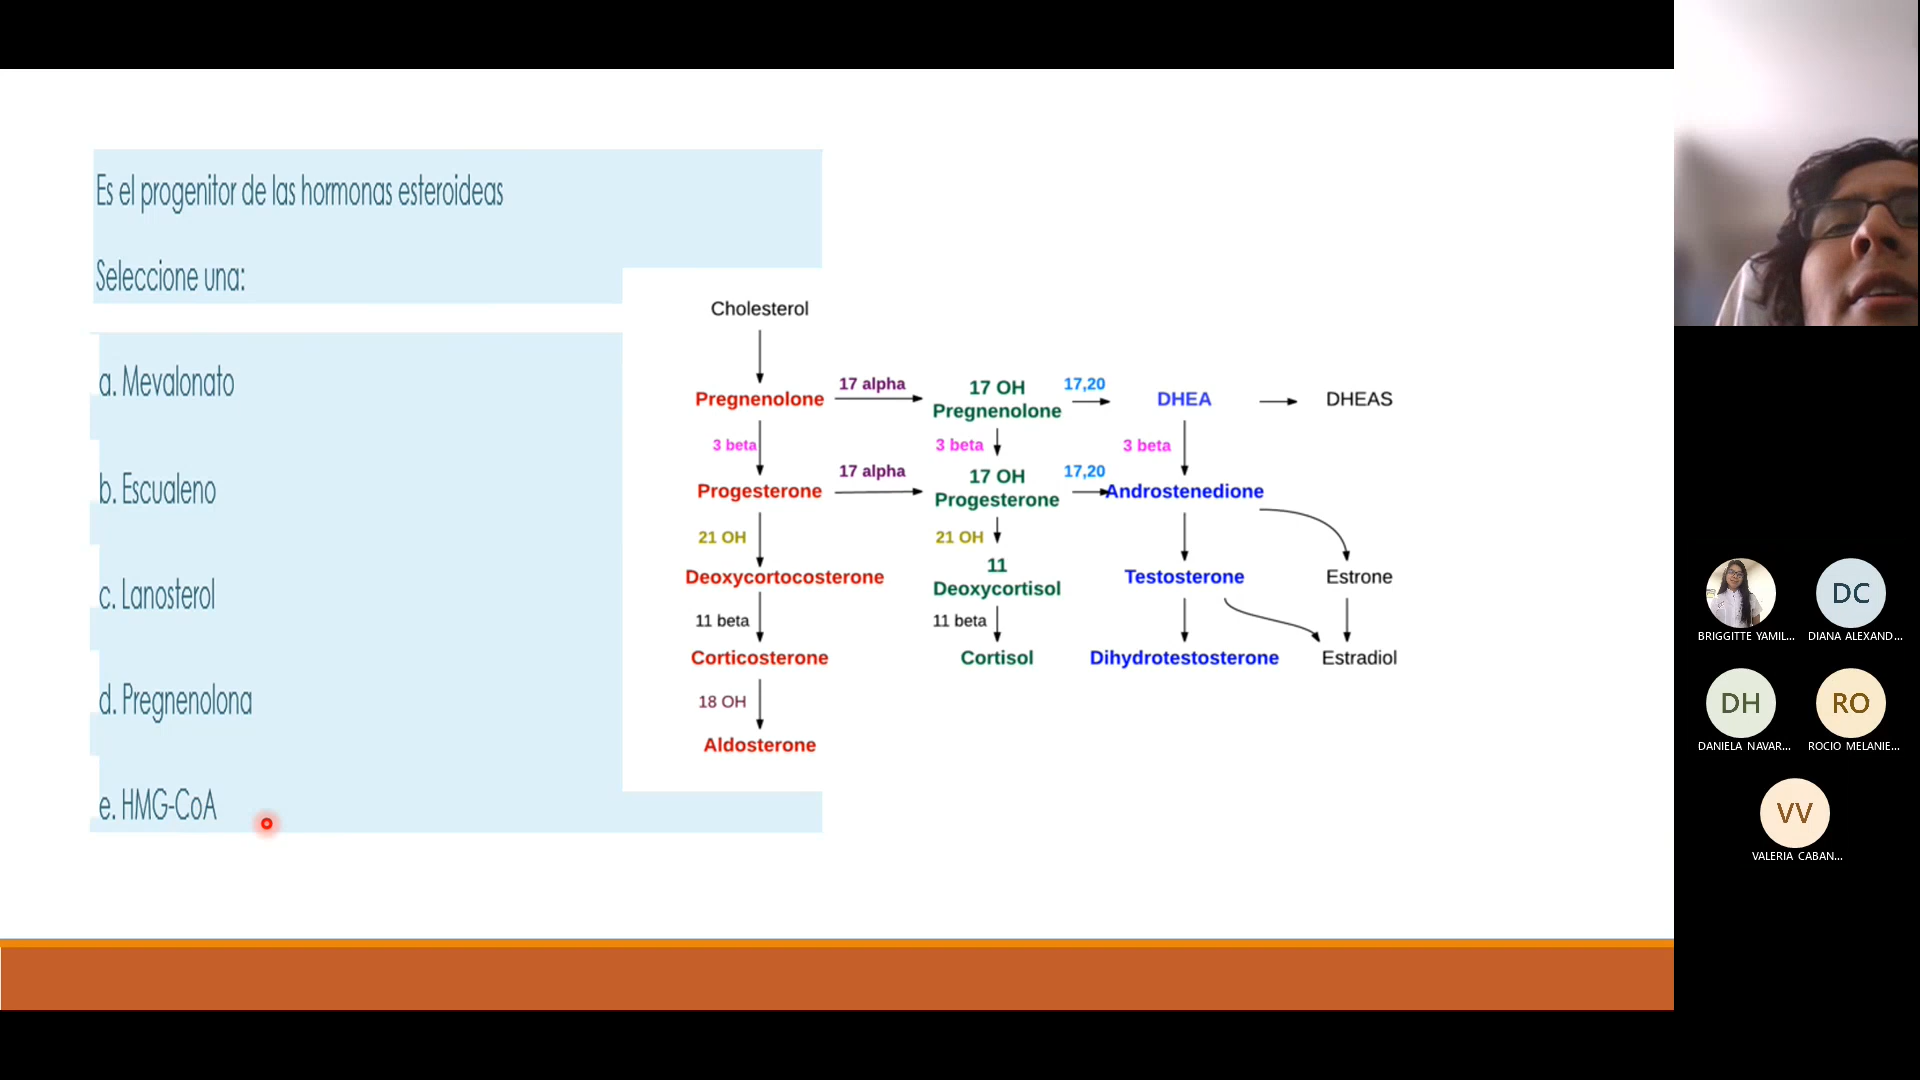 Es el progenitor de las hormonas esteroideas
Seleccione una:
a. Mevalonato
b. Escualeno
c. Lanosterol
d. Pregnenolona
e. HMG-CoA
Cholesterol
Pregnenolone
17 alpha
17 OH
Pregnenolone
17,20
DHEA
DHEAS
3 beta
3 beta
3 beta
Progesterone
17 alpha
17 OH
Progesterone
17,20
Androstenedione
21 OH
21 OH
Deoxycortocosterone
11
Deoxycortisol
Testosterone
Estrone
11 beta
11 beta
Corticosterone
Cortisol
Dihydrotestosterone
Estradiol
18 OH
Aldosterone
DC
BRIGGITTE YAMIL...
DIANA ALEXAND...
DH
RO
DANIELA NAVAR...
ROCIO MELANIE...
VV
VALERIA CABAN...